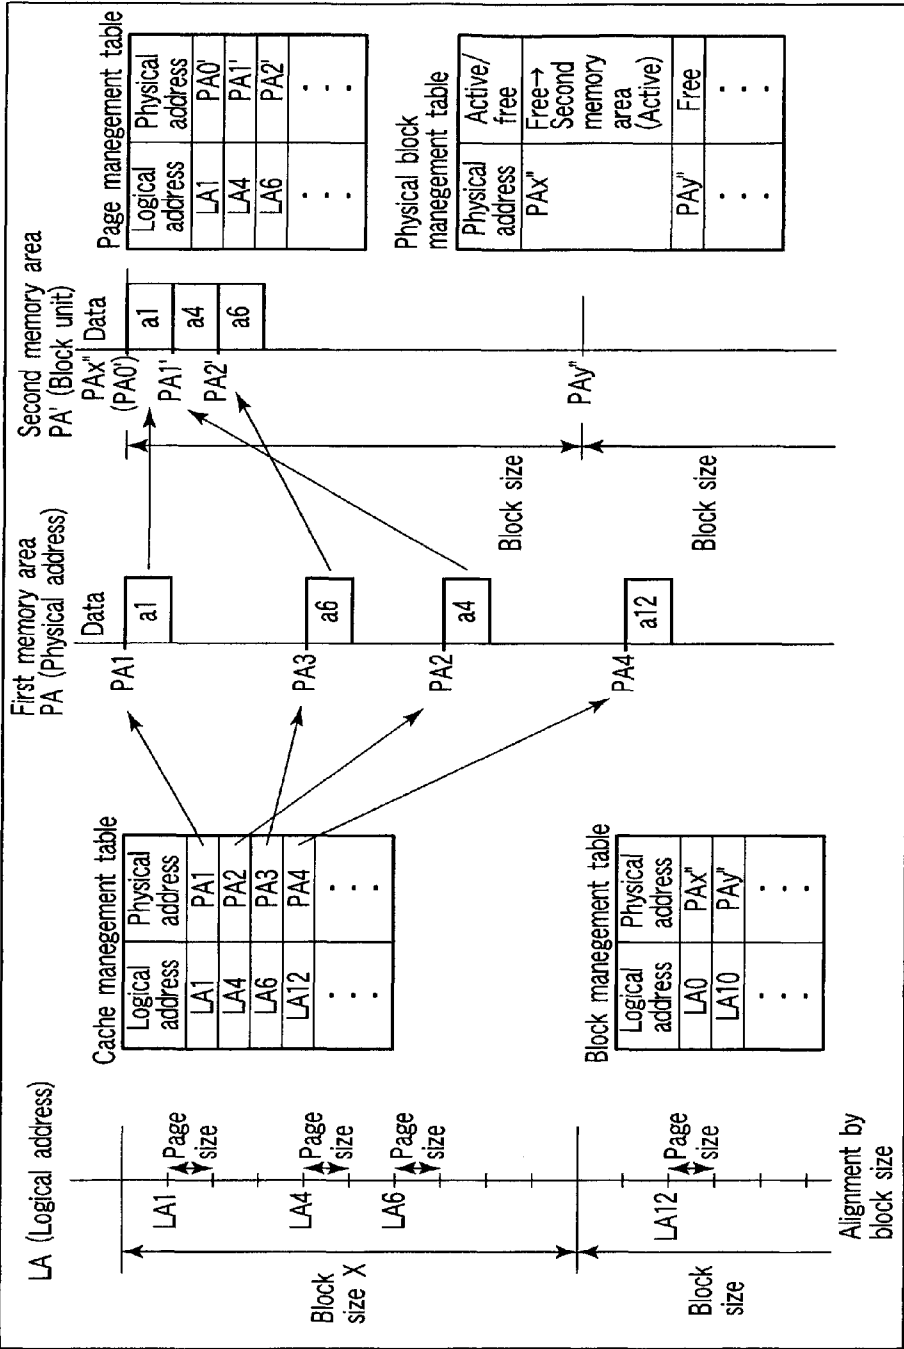 LA (Logical address)
LA1
Page
size
LA4
Page
size
LA6
Page
size
LA12
Page
size
Block
size X
Block
size
Alignment by
block size
Cache manegement table
Logical
address
Physical
address
LA1 PA1
LA4 PA2
LA6 PA3
LA12 PA4
. . . . . .
Block manegement table
Logical
address
Physical
address
LA0 PAx"
LA10 PAy"
. . . . . .
First memory area
PA (Physical address)
Data
PA1
a1
PA3
a6
PA2
a4
PA4
a12
Second memory area
PA' (Block unit)
PAx"
(PA0')
Data
a1
PA1'
a4
PA2'
a6
PAy"
Block size
Block size
Page manegement table
Logical
address
Physical
address
LA1 PA0'
LA4 PA1'
LA6 PA2'
. . . . . .
Physical block
manegement table
Physical
address
Active/
free
PAx"
Free→
Second
memory
area
(Active)
PAy" Free
. . . . . .